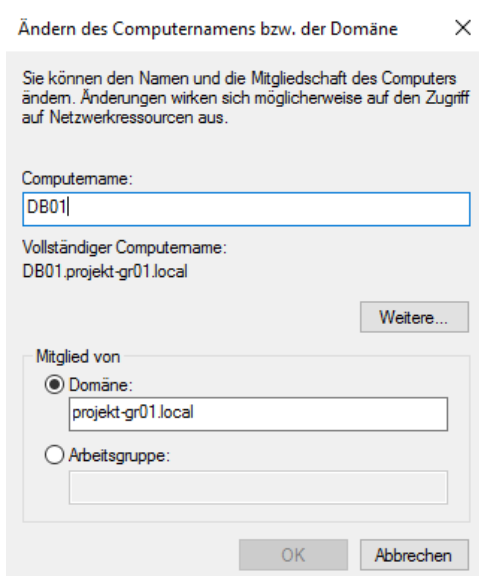 Ändern des Computernamens bzw. der Domäne
Sie können den Namen und die Mitgliedschaft des Computers
ändern. Änderungen wirken sich möglicherweise auf den Zugriff
auf Netzwerkressourcen aus.
Computername:
DB01
Vollständiger Computername:
DB01.projekt-gr01.local
Weitere...
Mitglied von
Domäne:
projekt-gr01.local
Arbeitsgruppe:
OK
Abbrechen